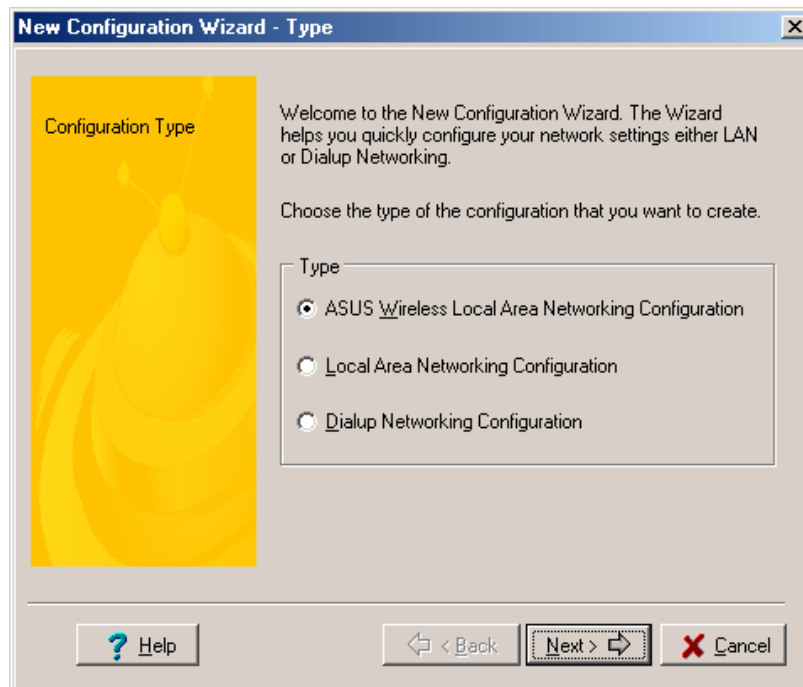 New Configuration Wizard - Type
Configuration Type
Welcome to the New Configuration Wizard. The Wizard
helps you quickly configure your network settings either LAN
or Dialup Networking.
Choose the type of the configuration that you want to create.
Type
ASUS Wireless Local Area Networking Configuration
Local Area Networking Configuration
Dialup Networking Configuration
? Help
< Back
Next >
Cancel